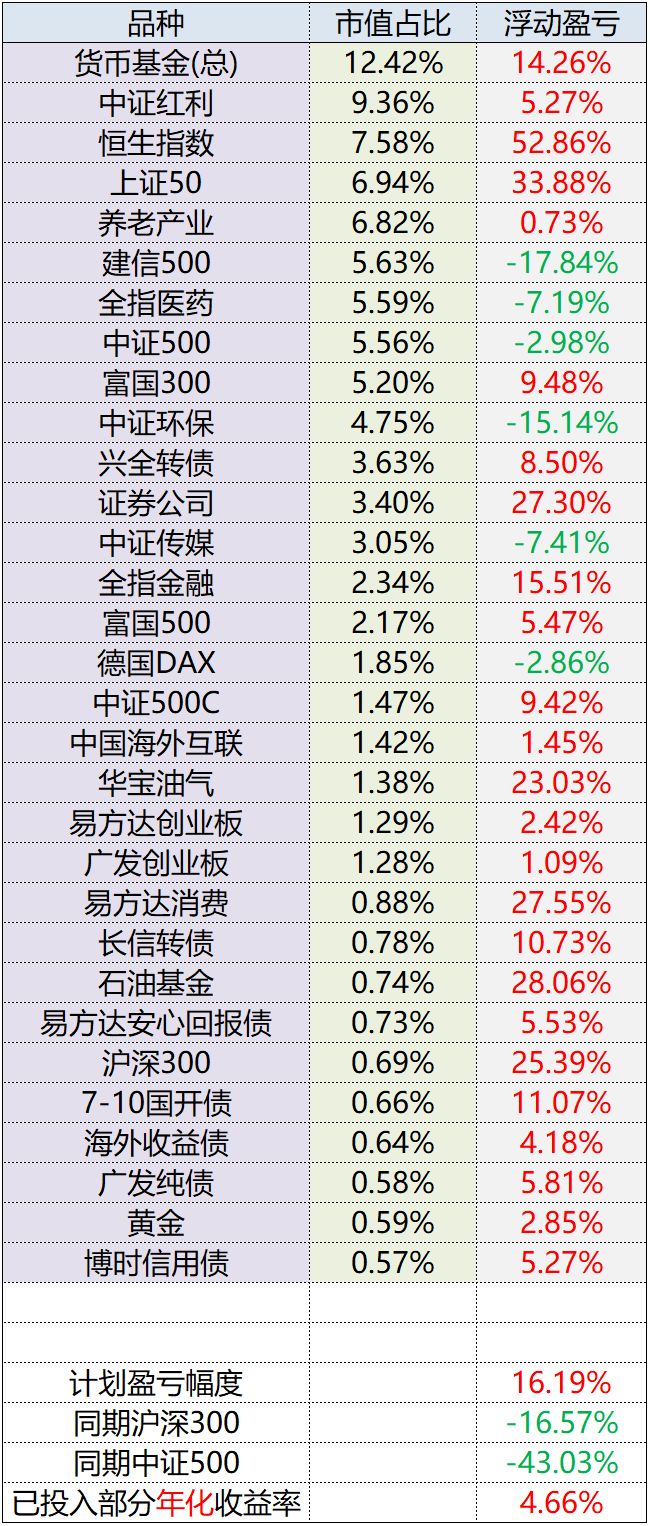 品种 市值占比 浮动盈亏
货币基金(总) 12.42% 14.26%
中证红利 9.36% 5.27%
恒生指数 7.58% 52.86%
上证50 6.94% 33.88%
养老产业 6.82% 0.73%
建信500 5.63% -17.84%
全指医药 5.59% -7.19%
中证500 5.56% -2.98%
富国300 5.20% 9.48%
中证环保 4.75% -15.14%
兴全转债 3.63% 8.50%
证券公司 3.40% 27.30%
中证传媒 3.05% -7.41%
全指金融 2.34% 15.51%
富国500 2.17% 5.47%
德国DAX 1.85% -2.86%
中证500C 1.47% 9.42%
中国海外互联 1.42% 1.45%
华宝油气 1.38% 23.03%
易方达创业板 1.29% 2.42%
广发创业板 1.28% 1.09%
易方达消费 0.88% 27.55%
长信转债 0.78% 10.73%
石油基金 0.74% 28.06%
易方达安心回报债 0.73% 5.53%
沪深300 0.69% 25.39%
7-10国开债 0.66% 11.07%
海外收益债 0.64% 4.18%
广发纯债 0.58% 5.81%
黄金 0.59% 2.85%
博时信用债 0.57% 5.27%
计划盈亏幅度 16.19%
同期沪深300 -16.57%
同期中证500 -43.03%
已投入部分年化收益率 4.66%